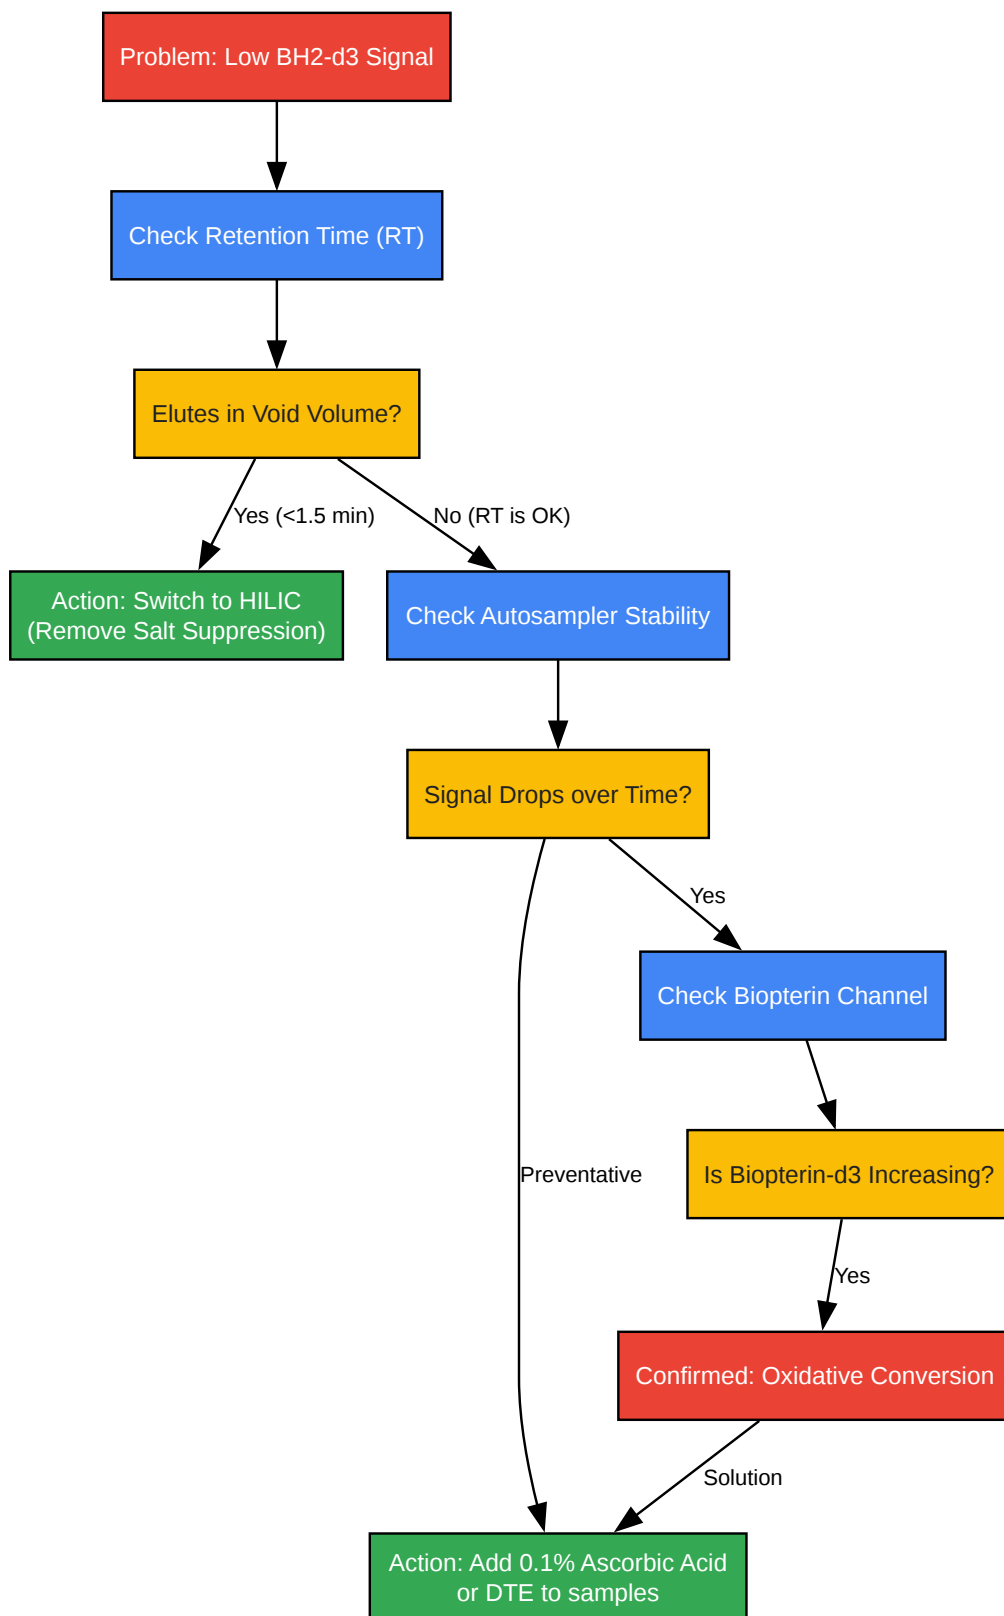 Problem: Low BH2-d3 Signal
Check Retention Time (RT)
Elutes in Void Volume?
Yes (<1.5 min)
No (RT is OK)
Action: Switch to HILIC
(Remove Salt Suppression)
Check Autosampler Stability
Signal Drops over Time?
Yes
Check Biopterin Channel
Preventative
Is Biopterin-d3 Increasing?
Yes
Confirmed: Oxidative Conversion
Solution
Action: Add 0.1% Ascorbic Acid
or DTE to samples